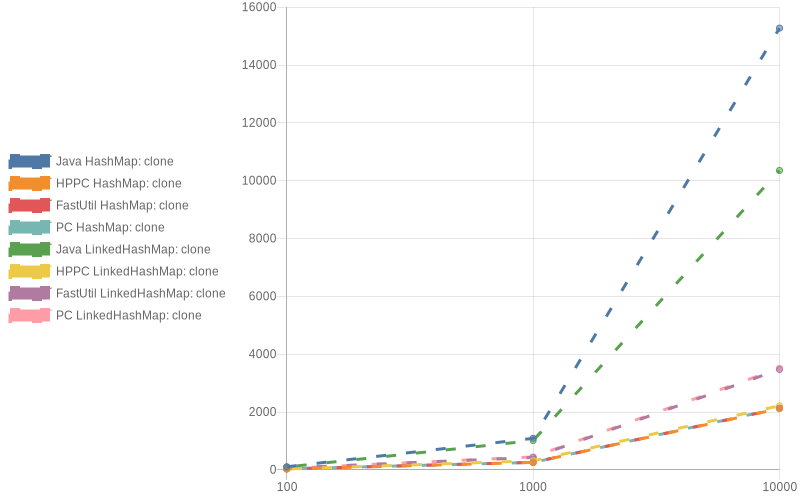 Java HashMap: clone
HPPC HashMap: clone
FastUtil HashMap: clone
PC HashMap: clone
Java LinkedHashMap: clone
HPPC LinkedHashMap: clone
FastUtil LinkedHashMap: clone
PC LinkedHashMap: clone
16000
14000
12000
10000
8000
6000
4000
2000
0
100 1000 10000